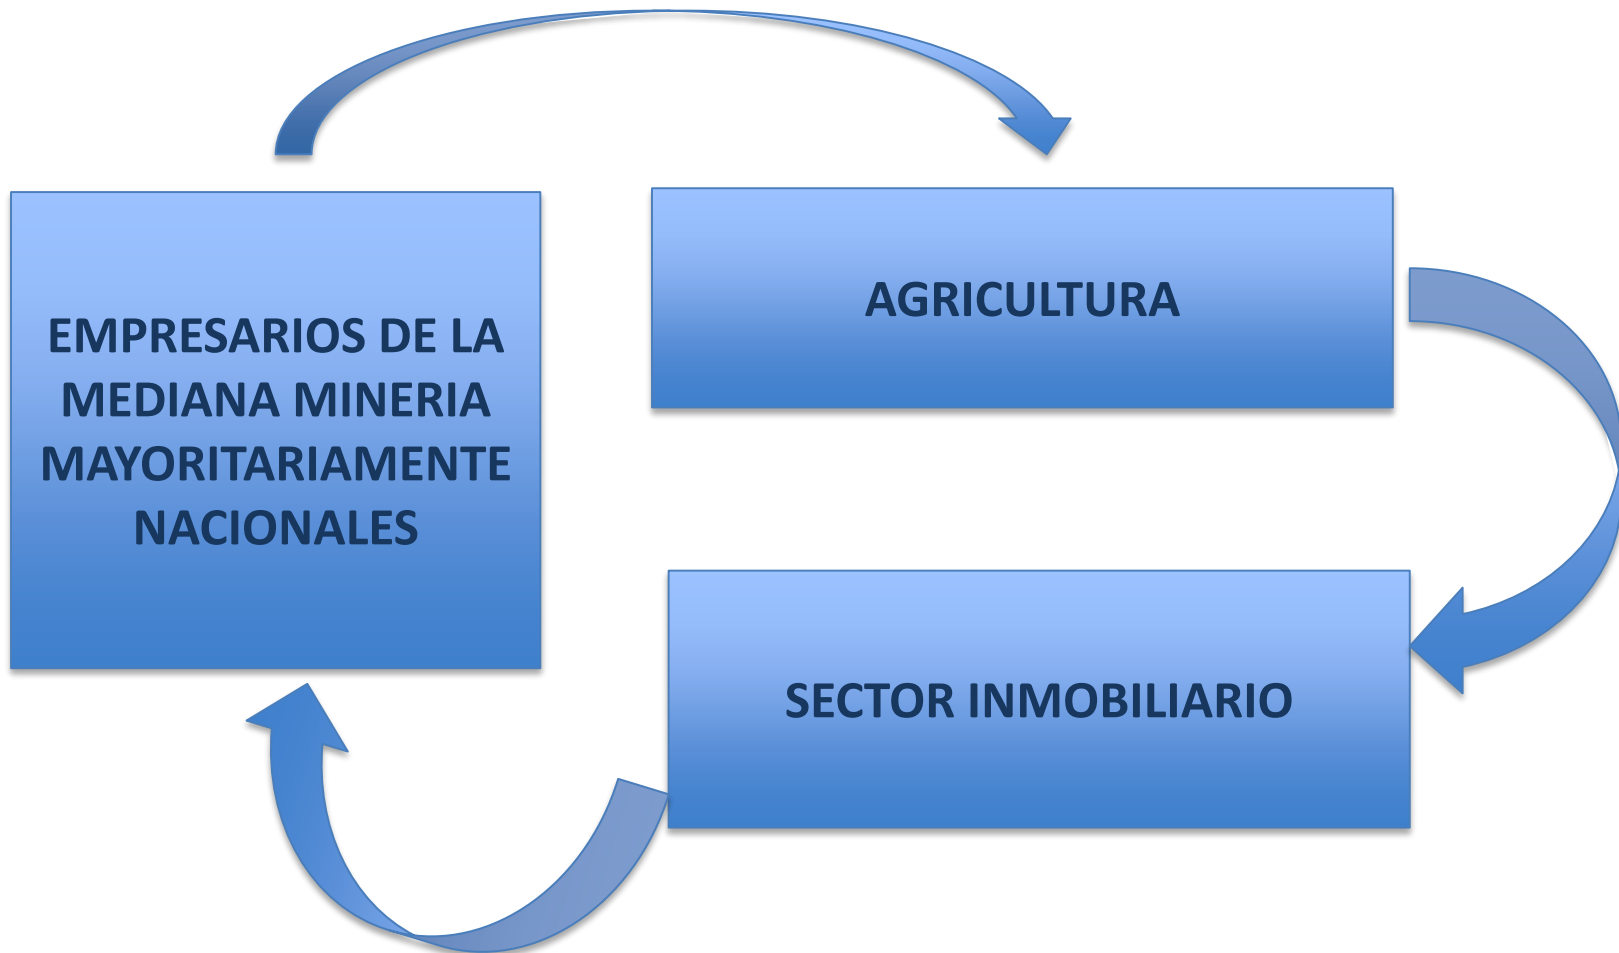 EMPRESARIOS DE LA
MEDIANA MINERIA
MAYORITARIAMENTE
NACIONALES
AGRICULTURA
SECTOR INMOBILIARIO